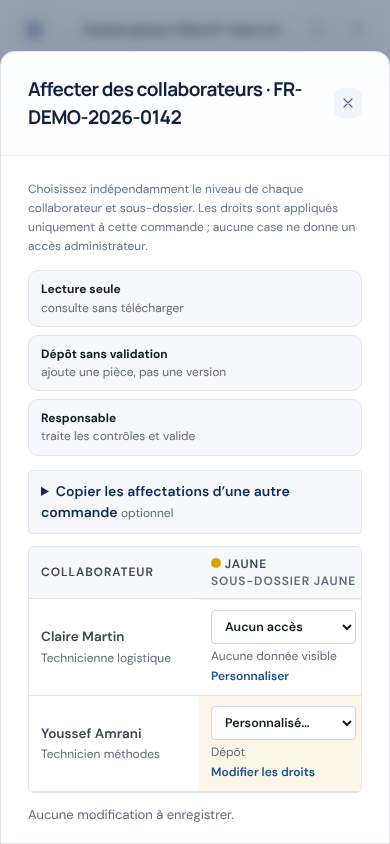 Affecter des collaborateurs · FR-
DEMO-2026-0142
Choisissez indépendamment le niveau de chaque
collaborateur et sous-dossier. Les droits sont appliqués
uniquement à cette commande ; aucune case ne donne un
accès administrateur.
Lecture seule
consulte sans télécharger
Dépôt sans validation
ajoute une pièce, pas une version
Responsable
traite les contrôles et valide
Copier les affectations d’une autre
commande optionnel
COLLABORATEUR
JAUNE
SOUS-DOSSIER JAUNE
Claire Martin
Technicienne logistique
Aucun accès
Aucune donnée visible
Personnaliser
Youssef Amrani
Technicien méthodes
Personnalisé…
Dépôt
Modifier les droits
Aucune modification à enregistrer.